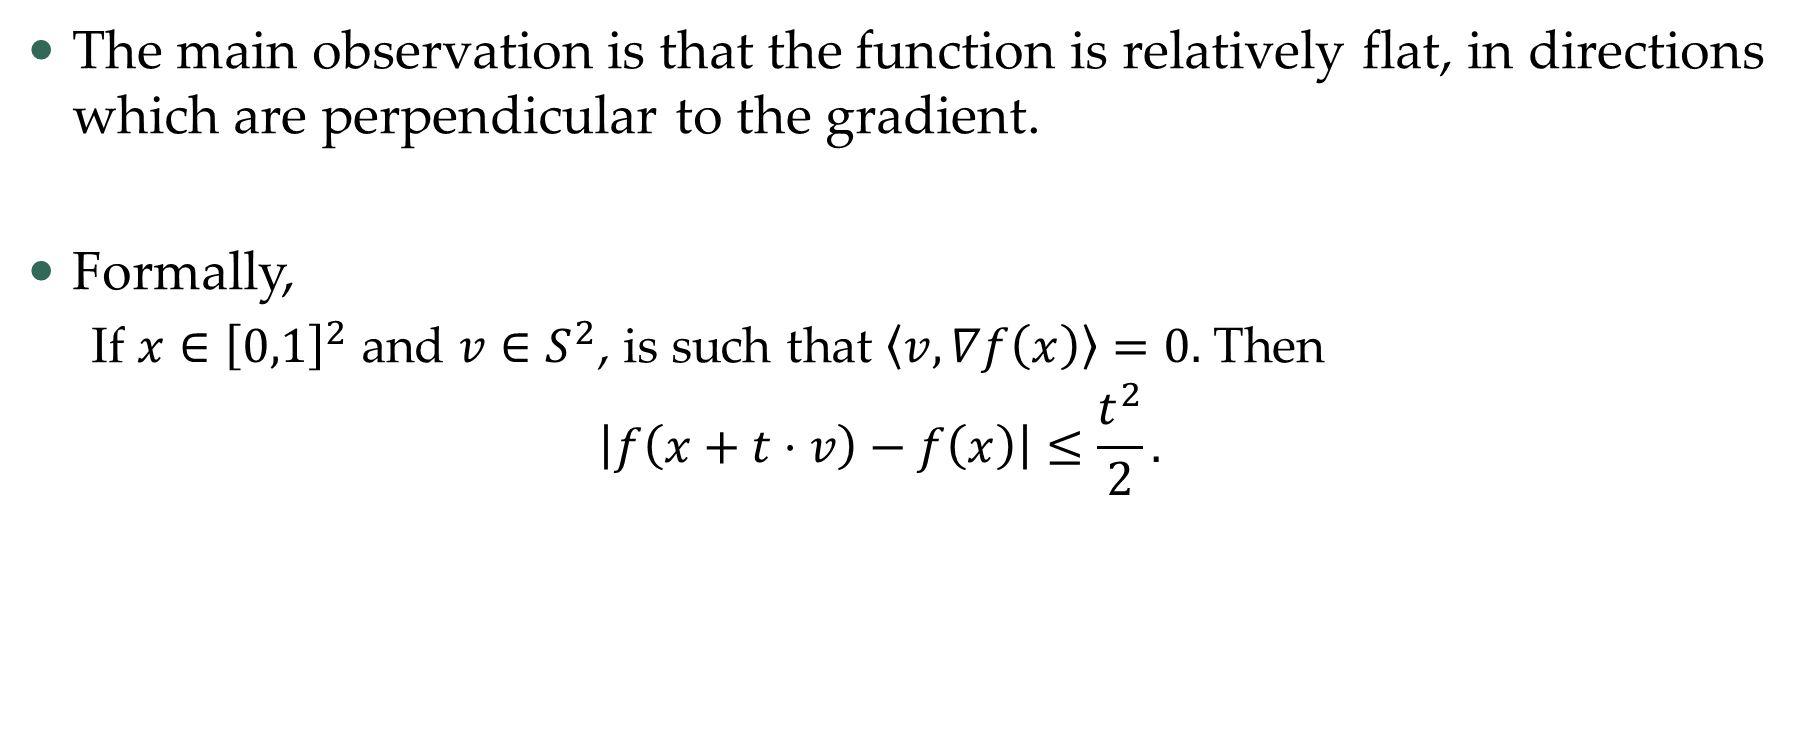 • The main observation is that the function is relatively flat, in directions
which are perpendicular to the gradient.
• Formally,
If 𝑥 ∈ [0,1]² and 𝑣 ∈ 𝑆², is such that ⟨𝑣, ∇𝑓(𝑥)⟩ = 0. Then
|𝑓(𝑥 + 𝑡 · 𝑣) − 𝑓(𝑥)| ≤ 𝑡²/2.